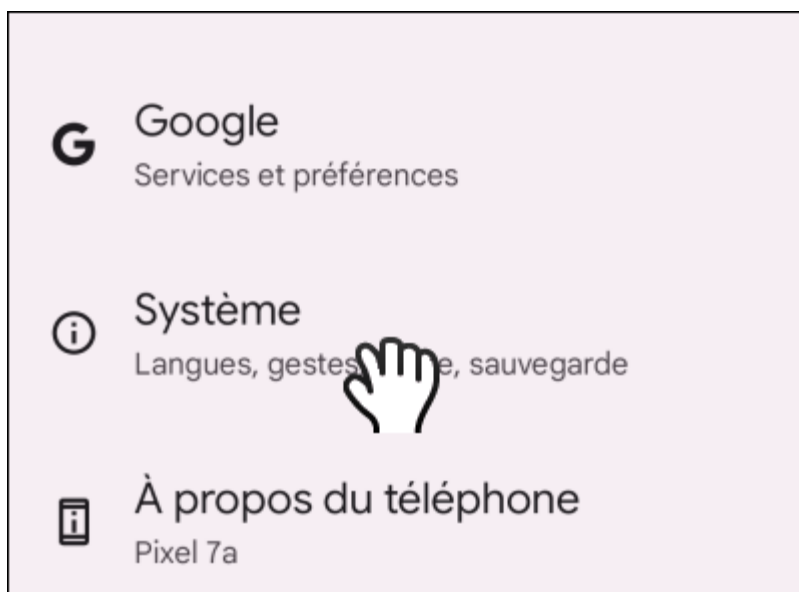 Google
Services et préférences
Système
Langues, gestes, sauvegarde
À propos du téléphone
Pixel 7a